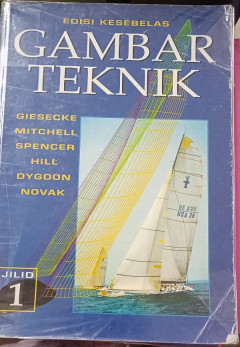 EDISI KESEBELAS
GAMBAR
TEKNIK
GIESECKE
MITCHELL
SPENCER
HILL
DYGDON
NOVAK
JILID
1